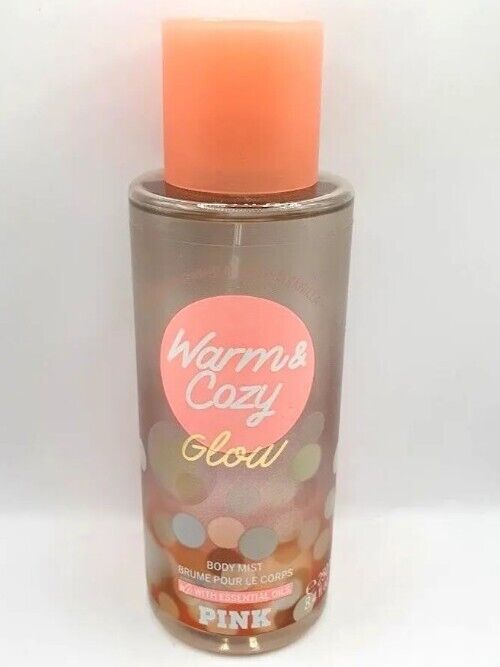 Warm &
Cozy
Glow
BODY MIST
BRUME POUR LE CORPS
WITH ESSENTIAL OILS
PINK